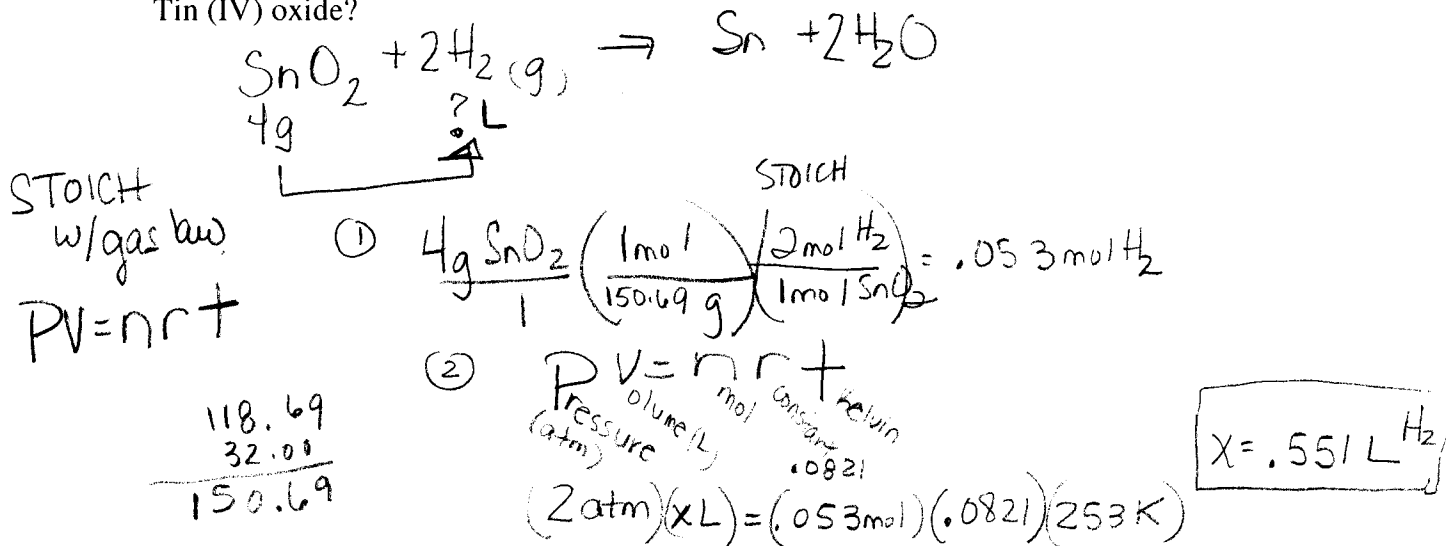 Tin (IV) oxide?
SnO₂ + 2H₂ (g) → Sn + 2H₂O
4g ? L
STOICH
w/gas law
PV=nrt
STOICH
① 4g SnO₂/1 (1mol/150.69 g)(2mol H₂/1mol SnO₂) = .053mol H₂
② PV=nrt
Pressure (atm) Volume (L) mol constant .0821 kelvin
118.69
32.00
150.69
(2atm)(xL)=(.053mol)(.0821)(253K)
X=.551 L H₂